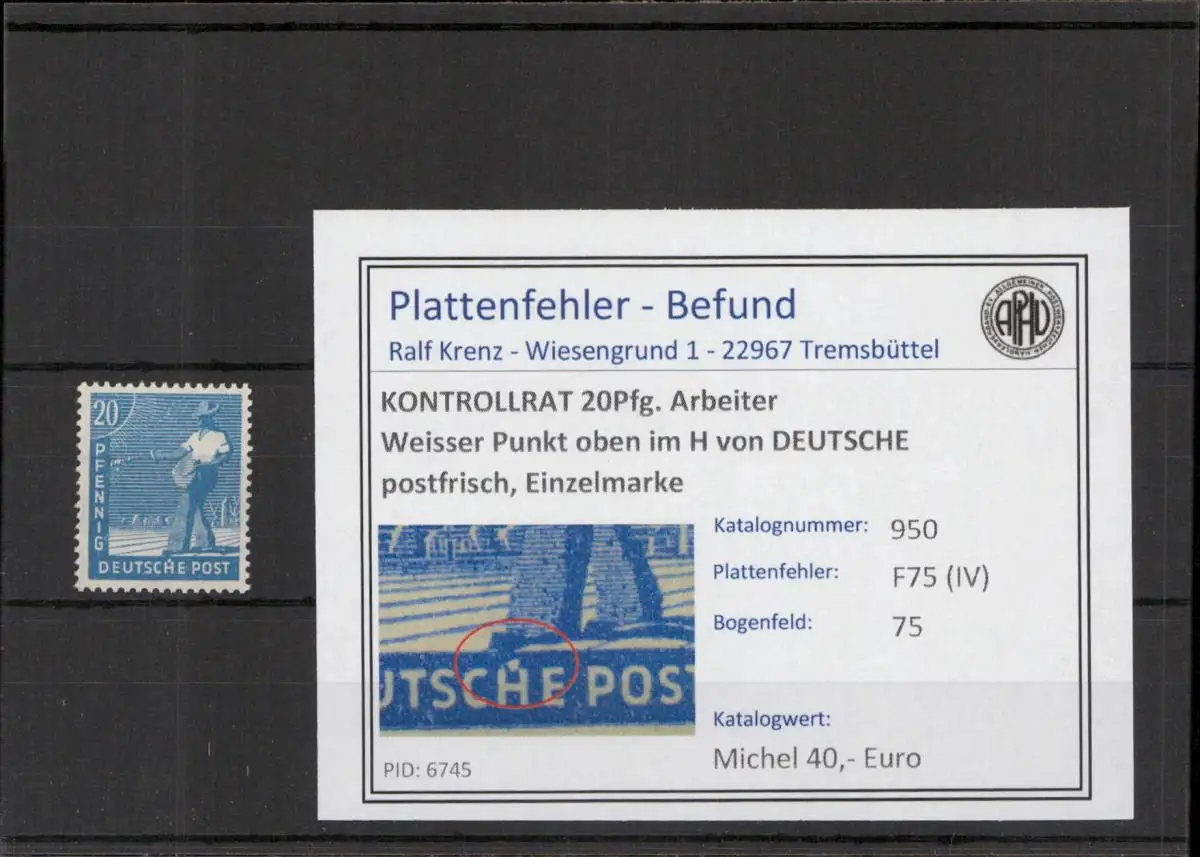 20
PFENNIG
DEUTSCHE POST
Plattenfehler - Befund
Ralf Krenz - Wiesengrund 1 - 22967 Tremsbüttel
APHV
KONTROLLRAT 20Pfg. Arbeiter
Weisser Punkt oben im H von DEUTSCHE
postfrisch, Einzelmarke
UTSCHE POST
Katalognummer: 950
Plattenfehler: F75 (IV)
Bogenfeld: 75
Katalogwert:
Michel 40,- Euro
PID: 6745